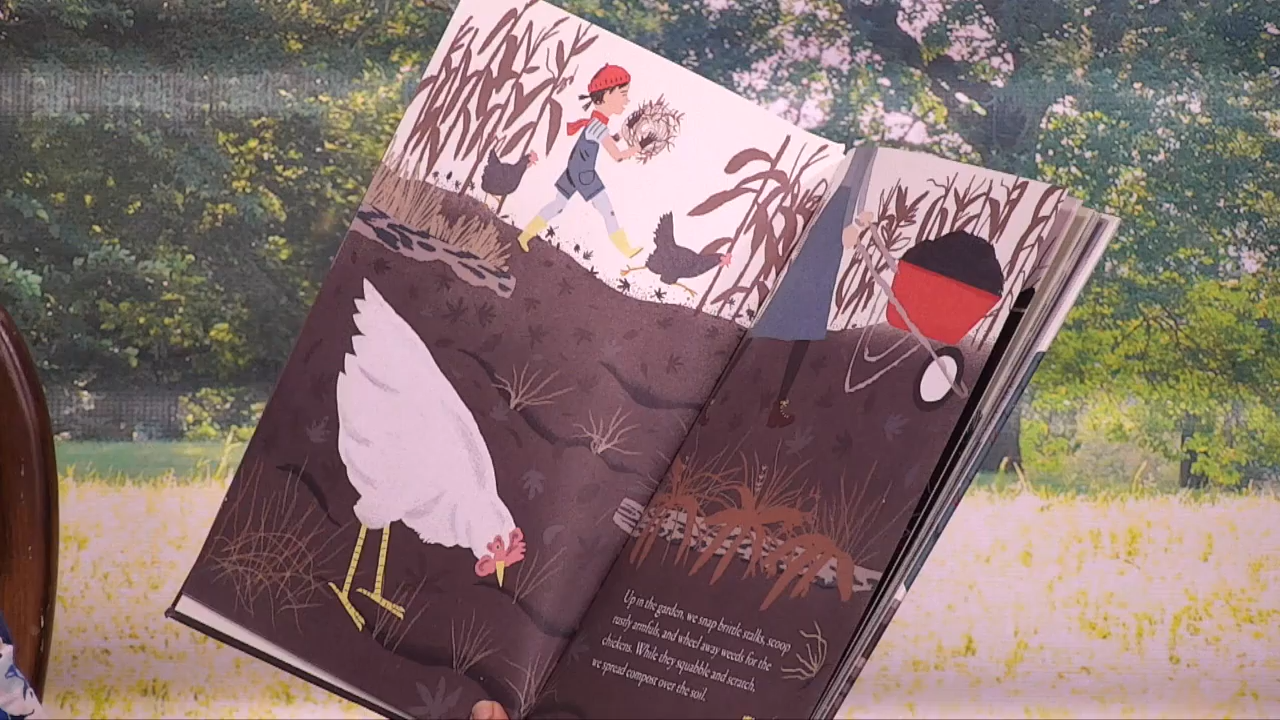 Up in the garden, we snap brittle stalks, scoop
rusty armfuls, and wheel away weeds for the
chickens. While they squabble and scratch,
we spread compost over the soil.